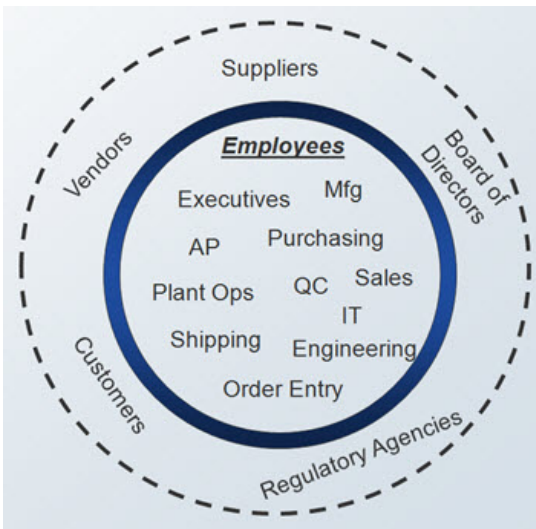 Suppliers
Vendors
Board of
Directors
Employees
Executives
Mfg
AP
Purchasing
Plant Ops
QC
Sales
IT
Shipping
Engineering
Order Entry
Customers
Regulatory Agencies